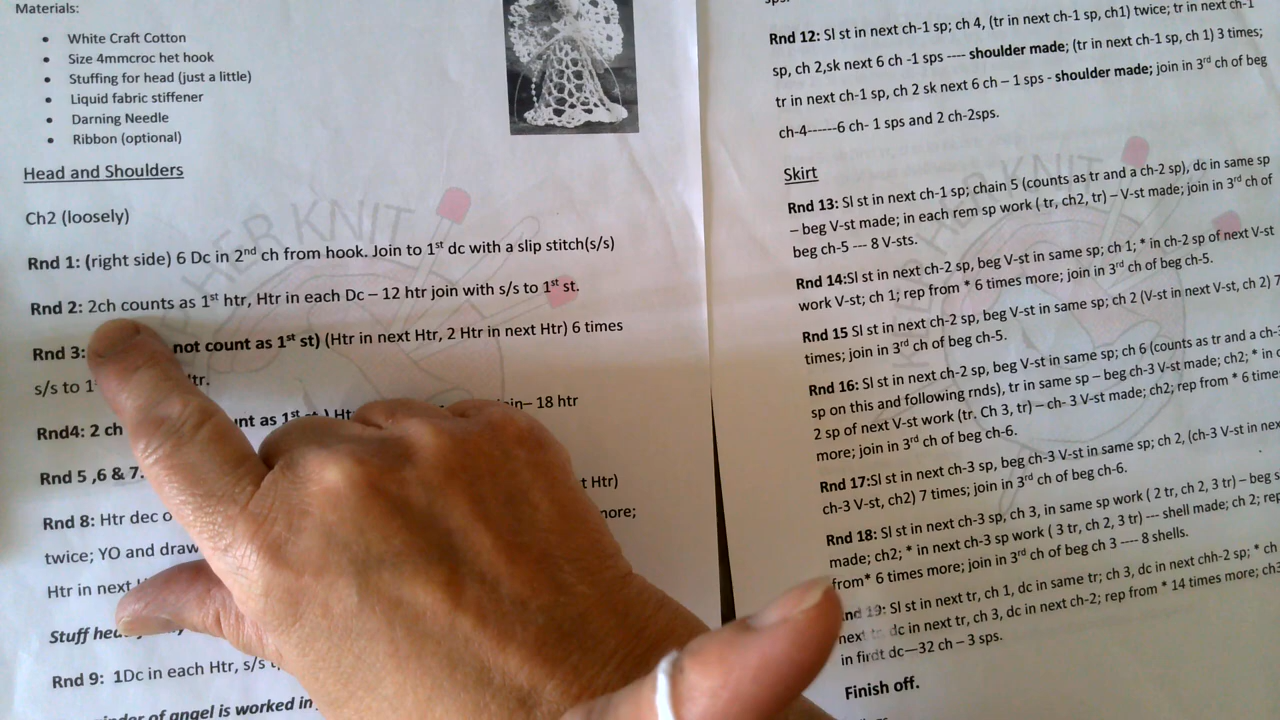 Materials:
White Craft Cotton
Size 4mmcroc het hook
Stuffing for head (just a little)
Liquid fabric stiffener
Darning Needle
Ribbon (optional)
Head and Shoulders
Ch2 (loosely)
Rnd 1: (right side) 6 Dc in 2nd ch from hook. Join to 1st dc with a slip stitch(s/s)
Rnd 2: 2ch counts as 1st htr, Htr in each Dc – 12 htr join with s/s to 1st st.
Rnd 3: not count as 1st st) (Htr in next Htr, 2 Htr in next Htr) 6 times
s/s to
Rnd4: 2 ch as 1st – 18 htr
Rnd 5 ,6 & 7.
Htr)
Rnd 8: Htr dec
twice; YO and draw
Htr in next
Stuff
Rnd 9: 1Dc in each Htr, s/s
of angel is worked in
sps.
Rnd 12: Sl st in next ch-1 sp; ch 4, (tr in next ch-1 sp, ch1) twice; tr in next ch-1
sp, ch 2,sk next 6 ch -1 sps ---- shoulder made; (tr in next ch-1 sp, ch 1) 3 times;
tr in next ch-1 sp, ch 2 sk next 6 ch – 1 sps - shoulder made; join in 3rd ch of beg
ch-4------6 ch- 1 sps and 2 ch-2sps.
Skirt
Rnd 13: Sl st in next ch-1 sp; chain 5 (counts as tr and a ch-2 sp), dc in same sp
– beg V-st made; in each rem sp work ( tr, ch2, tr) – V-st made; join in 3rd ch of
beg ch-5 --- 8 V-sts.
Rnd 14:Sl st in next ch-2 sp, beg V-st in same sp; ch 1; * in ch-2 sp of next V-st
work V-st; ch 1; rep from * 6 times more; join in 3rd ch of beg ch-5.
Rnd 15 Sl st in next ch-2 sp, beg V-st in same sp; ch 2 (V-st in next V-st, ch 2) 7
times; join in 3rd ch of beg ch-5.
Rnd 16: Sl st in next ch-2 sp, beg V-st in same sp; ch 6 (counts as tr and a ch-3
sp on this and following rnds), tr in same sp – beg ch-3 V-st made; ch2; * in
2 sp of next V-st work (tr. Ch 3, tr) – ch- 3 V-st made; ch2; rep from * 6 times
more; join in 3rd ch of beg ch-6.
Rnd 17:Sl st in next ch-3 sp, beg ch-3 V-st in same sp; ch 2, (ch-3 V-st in
ch-3 V-st, ch2) 7 times; join in 3rd ch of beg ch-6.
Rnd 18: Sl st in next ch-3 sp, ch 3, in same sp work ( 2 tr, ch 2, 3 tr) – beg
made; ch2; * in next ch-3 sp work ( 3 tr, ch 2, 3 tr) --- shell made; ch 2; rep
from* 6 times more; join in 3rd ch of beg ch 3 ---- 8 shells.
Rnd 19: Sl st in next tr, ch 1, dc in same tr; ch 3, dc in next chh-2 sp; * ch
next tr, dc in next tr, ch 3, dc in next ch-2; rep from * 14 times more;
in firdt dc—32 ch – 3 sps.
Finish off.